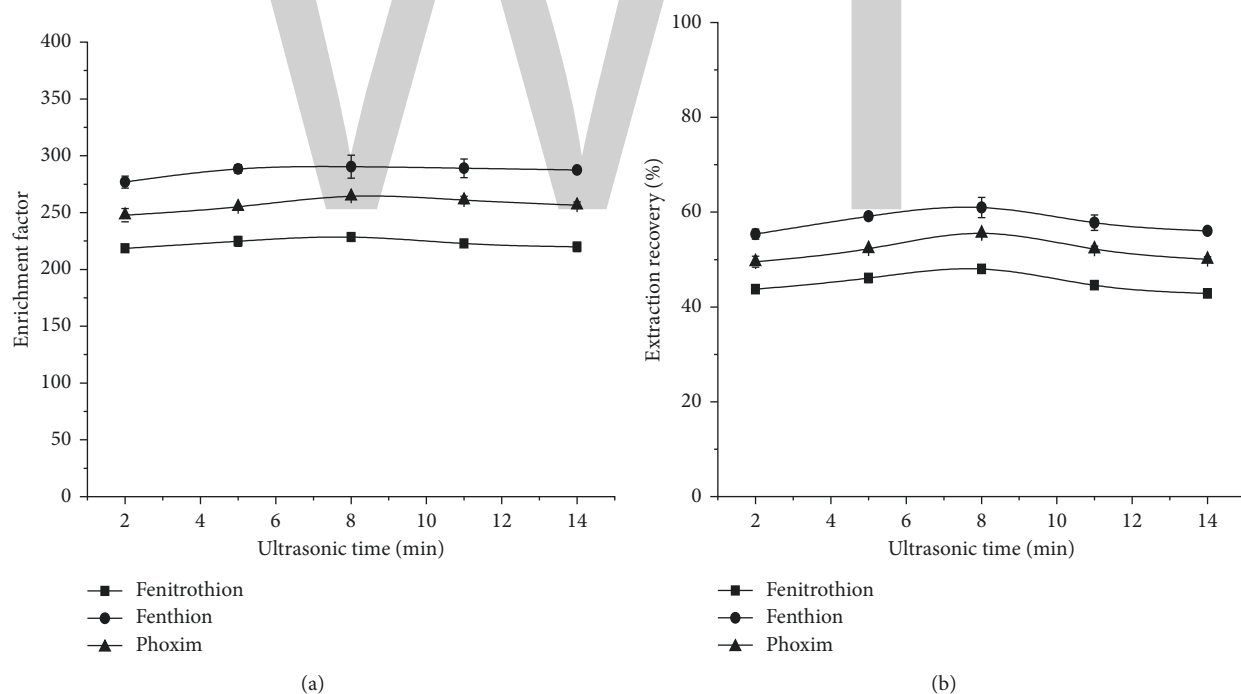 400
350
300
250
200
150
100
50
0
Enrichment factor
2 4 6 8 10 12 14
Ultrasonic time (min)
Fenitrothion
Fenthion
Phoxim
(a)
100
80
60
40
20
0
Extraction recovery (%)
2 4 6 8 10 12 14
Ultrasonic time (min)
Fenitrothion
Fenthion
Phoxim
(b)